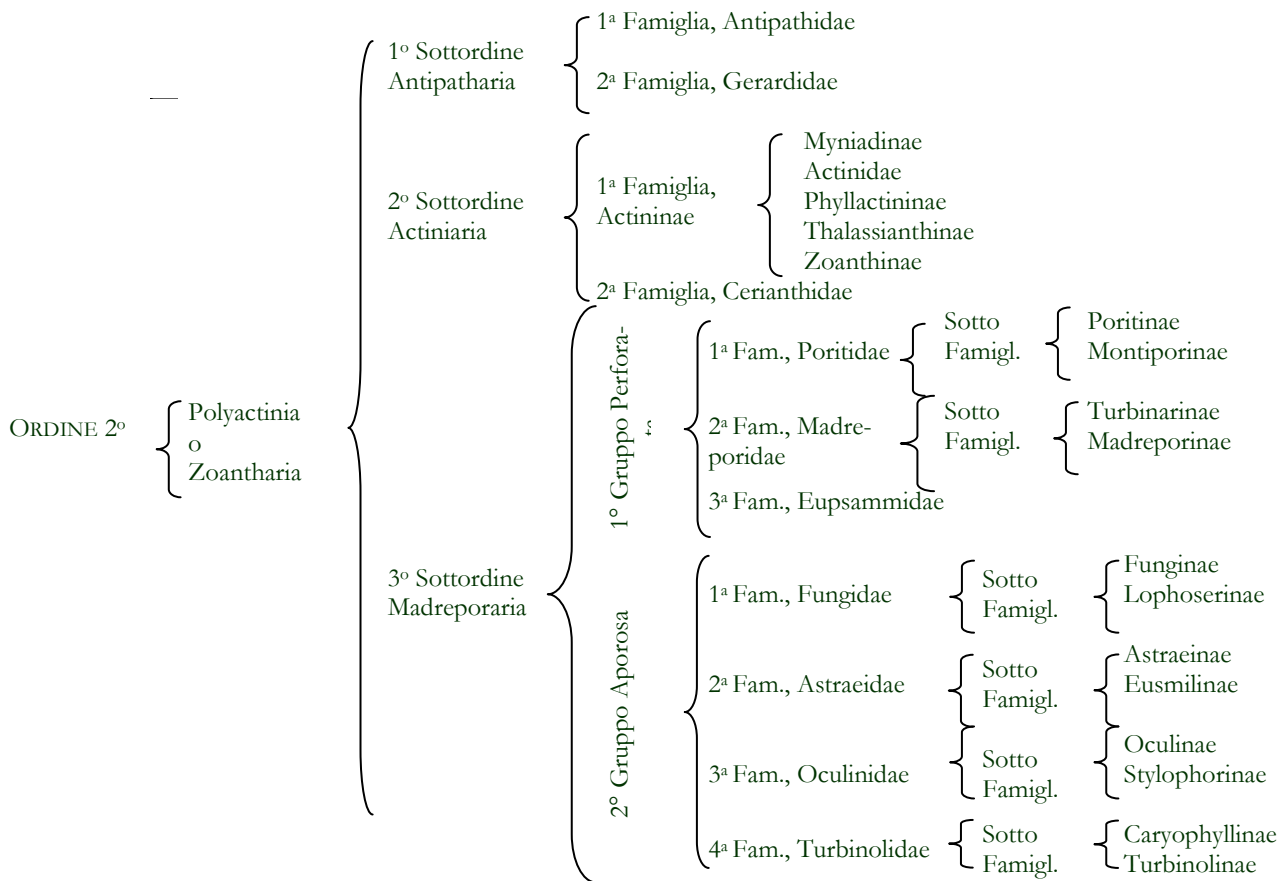 ORDINE 2º
Polyactinia
o
Zoantharia
1º Sottordine
Antipatharia
1ª Famiglia, Antipathidae
2ª Famiglia, Gerardidae
2º Sottordine
Actiniaria
1ª Famiglia,
Actininae
Myniadinae
Actinidae
Phyllactininae
Thalassianthinae
Zoanthinae
2ª Famiglia, Cerianthidae
3º Sottordine
Madreporaria
1° Gruppo Perfora-
1ª Fam., Poritidae
Sotto
Famigl.
Poritinae
Montiporinae
2ª Fam., Madre-
poridae
Sotto
Famigl.
Turbinarinae
Madreporinae
3ª Fam., Eupsammidae
2° Gruppo Aporosa
1ª Fam., Fungidae
Sotto
Famigl.
Funginae
Lophoserinae
2ª Fam., Astraeidae
Sotto
Famigl.
Astraeinae
Eusmilinae
3ª Fam., Oculinidae
Sotto
Famigl.
Oculinae
Stylophorinae
4ª Fam., Turbinolidae
Sotto
Famigl.
Caryophyllinae
Turbinolinae